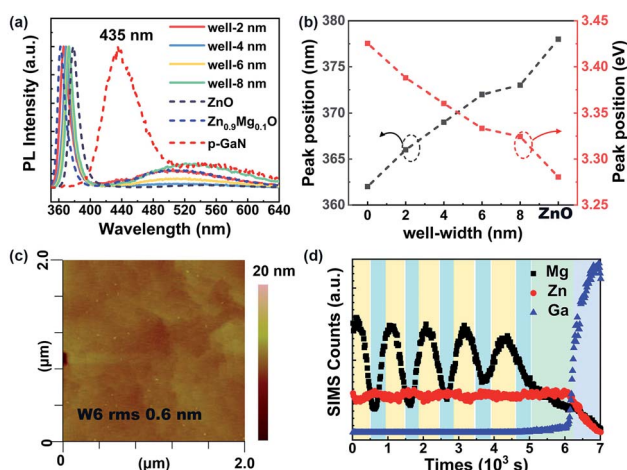 (a)
435 nm
well-2 nm
well-4 nm
well-6 nm
well-8 nm
ZnO
Zn0.9Mg0.1O
p-GaN
PL Intensity (a.u.)
350 400 440 480 520 560 600 640
Wavelength (nm)
(b)
380
370
360
Peak position (nm)
3.45
3.40
3.35
3.30
3.25
Peak position (eV)
0 2 4 6 8 ZnO
well-width (nm)
(c)
2.0
(μm)
0
W6 rms 0.6 nm
0 2.0
(μm)
20 nm
0
(d)
Mg
Zn
Ga
SIMS Counts (a.u.)
0 1 2 3 4 5 6 7
Times (10³ s)